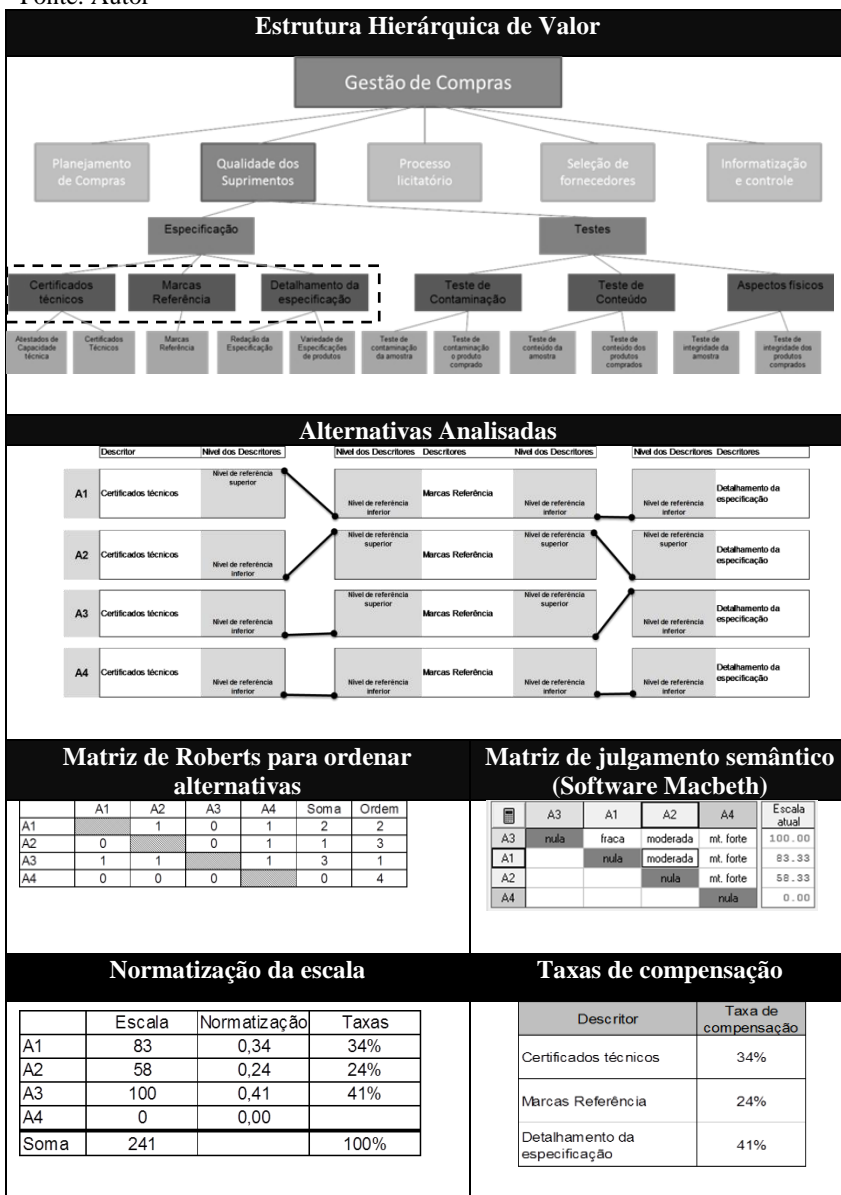 Fonte: Autor
Estrutura Hierárquica de Valor
Gestão de Compras
Planejamento
de Compras
Qualidade dos
Suprimentos
Processo
licitatório
Seleção de
fornecedores
Informatização
e controle
Especificação
Testes
Certificados
técnicos
Marcas
Referência
Detalhamento da
especificação
Teste de
Contaminação
Teste de
Conteúdo
Aspectos físicos
Atestados de
Capacidade
técnica
Certificados
Técnicos
Marcas
Referência
Redação da
Especificação
Variedade de
Especificações
de produtos
Teste de
contaminação
da amostra
Teste de
contaminação
o produto
comprado
Teste de
conteúdo da
amostra
Teste de
conteúdo dos
produtos
comprados
Teste de
integridade da
amostra
Teste de
integridade dos
produtos
comprados
Alternativas Analisadas
Descritor Nível dos Descritores Nível dos Descritores Descritores Nível dos Descritores Nível dos Descritores Descritores
A1 Certificados técnicos
Nível de referência
superior
Nível de referência
inferior
Marcas Referência
Nível de referência
inferior
Nível de referência
inferior
Detalhamento da
especificação
A2 Certificados técnicos
Nível de referência
inferior
Nível de referência
superior
Marcas Referência
Nível de referência
superior
Nível de referência
superior
Detalhamento da
especificação
A3 Certificados técnicos
Nível de referência
inferior
Nível de referência
superior
Marcas Referência
Nível de referência
superior
Nível de referência
inferior
Detalhamento da
especificação
A4 Certificados técnicos
Nível de referência
inferior
Nível de referência
inferior
Marcas Referência
Nível de referência
inferior
Nível de referência
inferior
Detalhamento da
especificação
Matriz de Roberts para ordenar
alternativas
A1 A2 A3 A4 Soma Ordem
A1 1 0 1 2 2
A2 0 0 1 1 3
A3 1 1 1 3 1
A4 0 0 0 0 4
Matriz de julgamento semântico
(Software Macbeth)
A3 A1 A2 A4 Escala
atual
A3 nula fraca moderada mt. forte 100.00
A1 nula moderada mt. forte 83.33
A2 nula mt. forte 58.33
A4 nula 0.00
Normatização da escala
Escala Normatização Taxas
A1 83 0,34 34%
A2 58 0,24 24%
A3 100 0,41 41%
A4 0 0,00
Soma 241 100%
Taxas de compensação
Descritor Taxa de
compensação
Certificados técnicos 34%
Marcas Referência 24%
Detalhamento da
especificação 41%